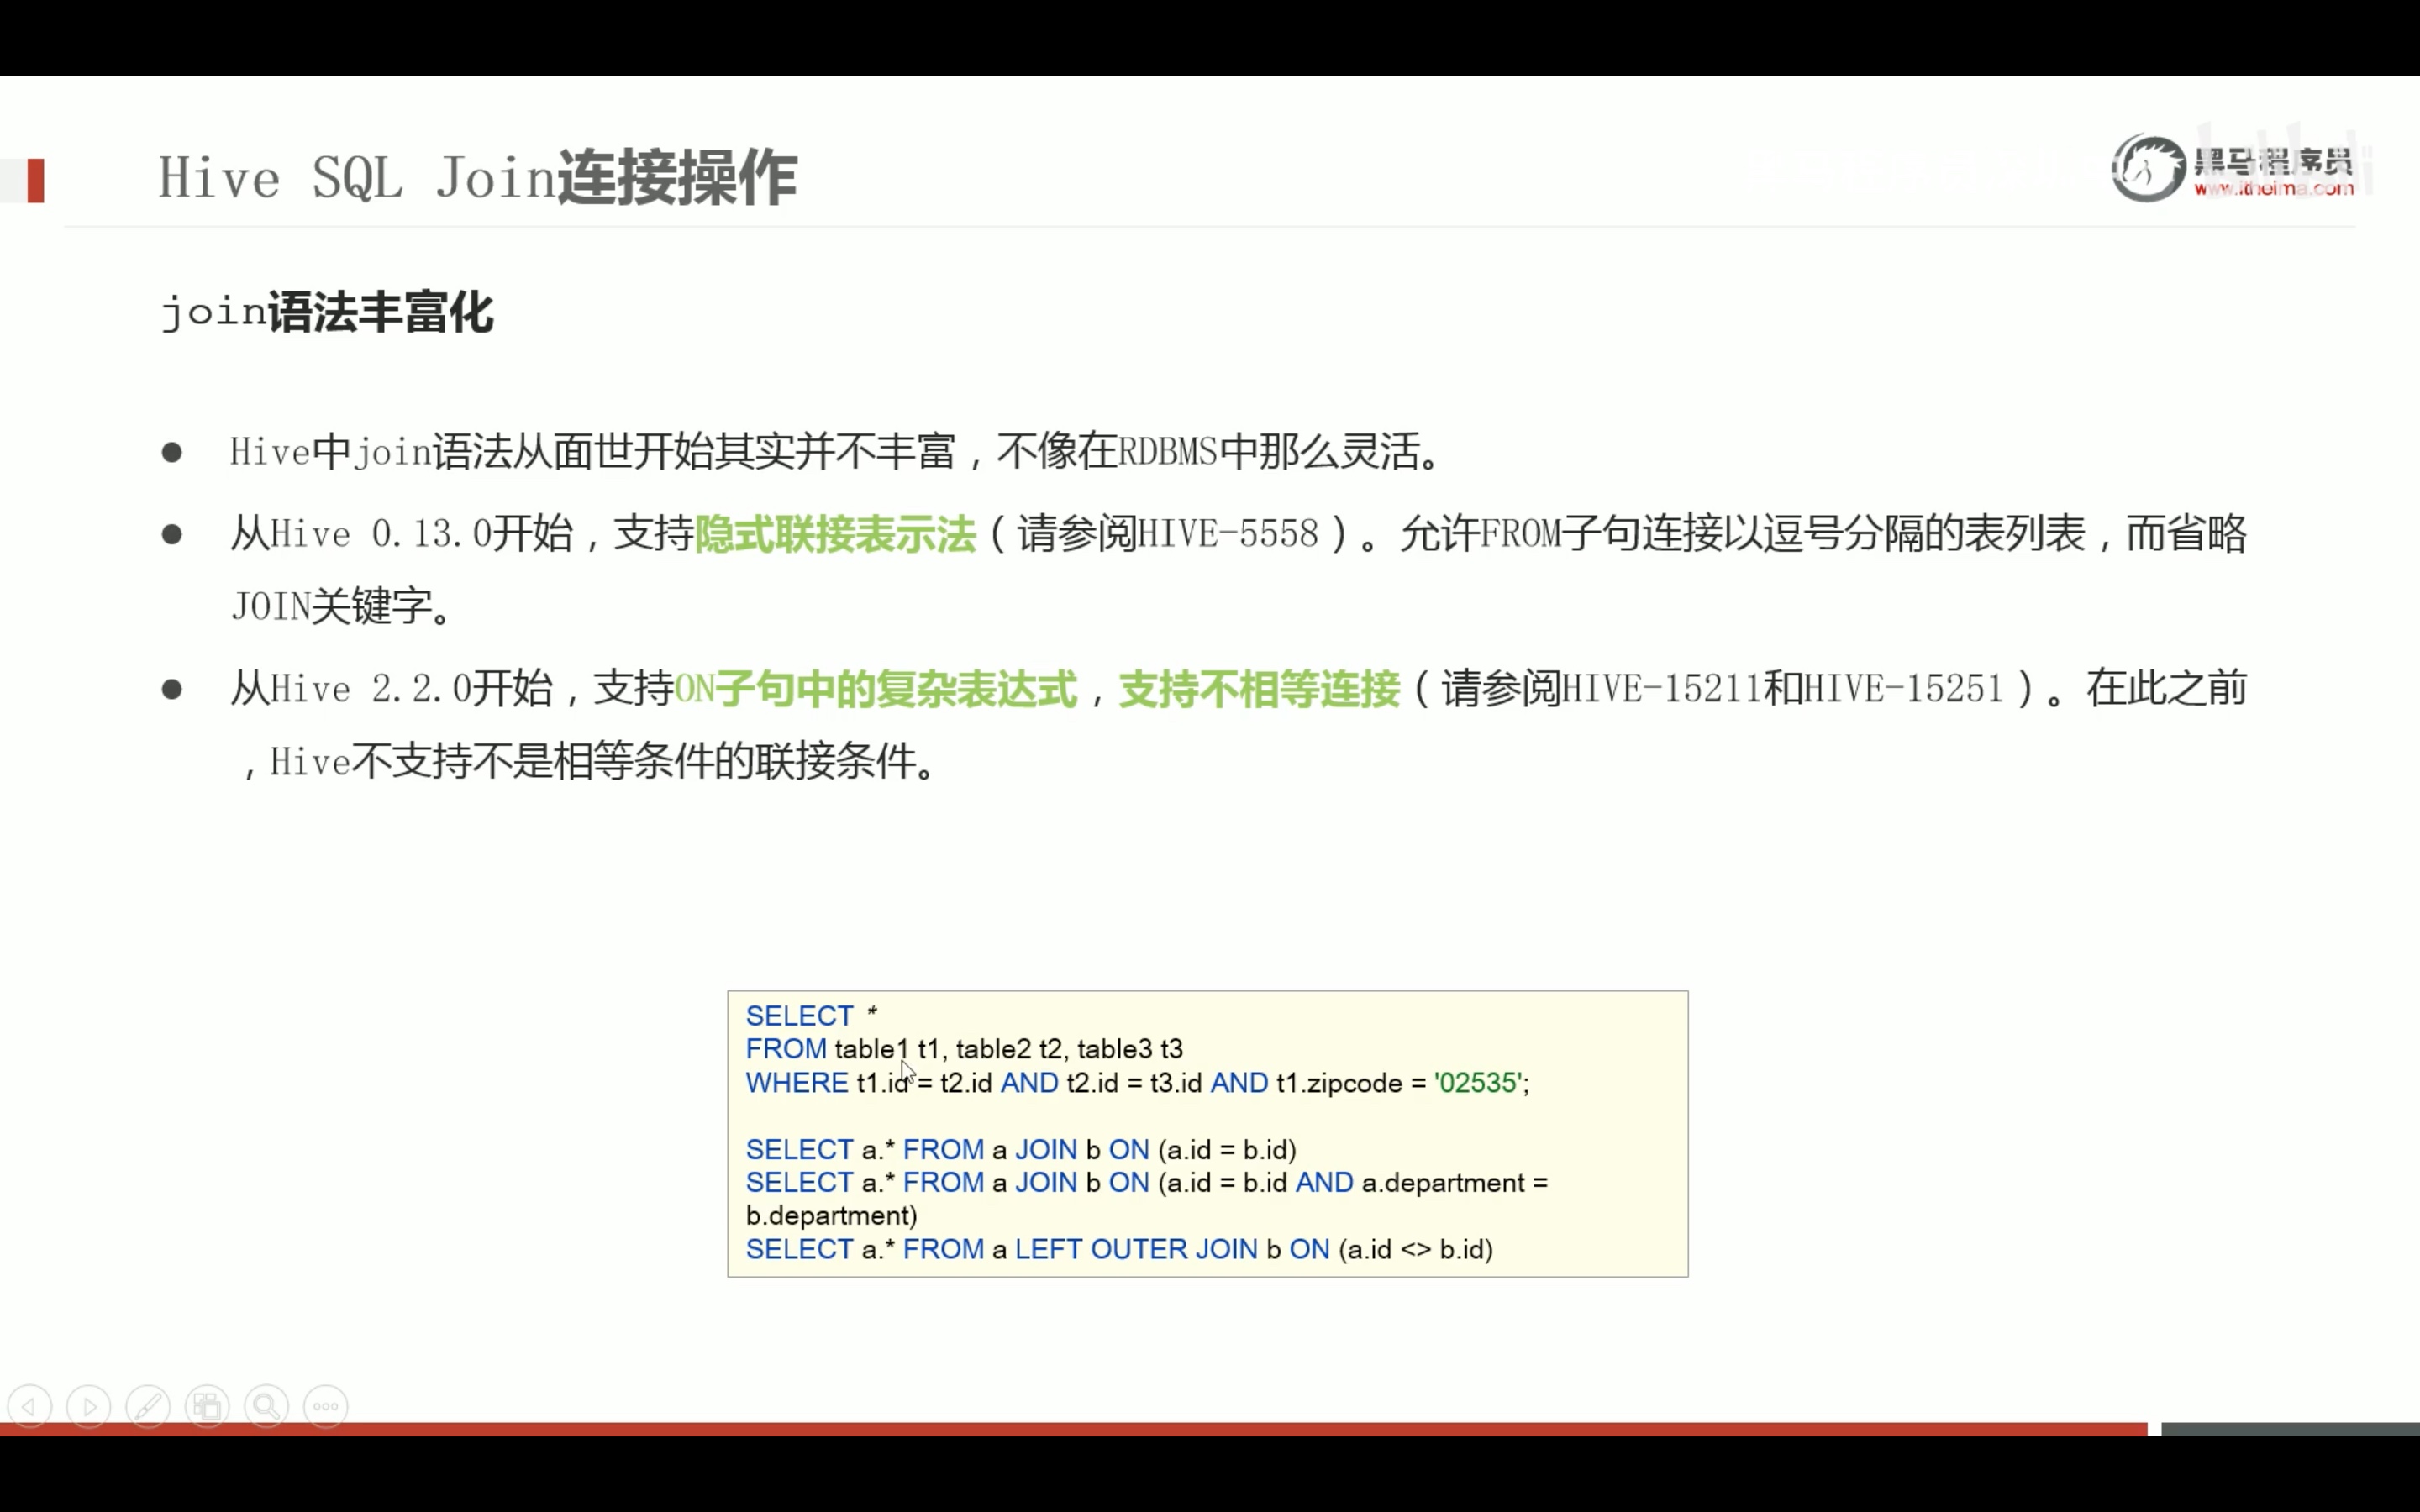 Hive SQL Join连接操作
黑马程序员
www.itheima.com
join语法丰富化
● Hive中join语法从面世开始其实并不丰富，不像在RDBMS中那么灵活。
● 从Hive 0.13.0开始，支持隐式联接表示法（请参阅HIVE-5558）。允许FROM子句连接以逗号分隔的表列表，而省略
JOIN关键字。
● 从Hive 2.2.0开始，支持ON子句中的复杂表达式，支持不相等连接（请参阅HIVE-15211和HIVE-15251）。在此之前
，Hive不支持不是相等条件的联接条件。
SELECT *
FROM table1 t1, table2 t2, table3 t3
WHERE t1.id = t2.id AND t2.id = t3.id AND t1.zipcode = '02535';
SELECT a.* FROM a JOIN b ON (a.id = b.id)
SELECT a.* FROM a JOIN b ON (a.id = b.id AND a.department =
b.department)
SELECT a.* FROM a LEFT OUTER JOIN b ON (a.id <> b.id)